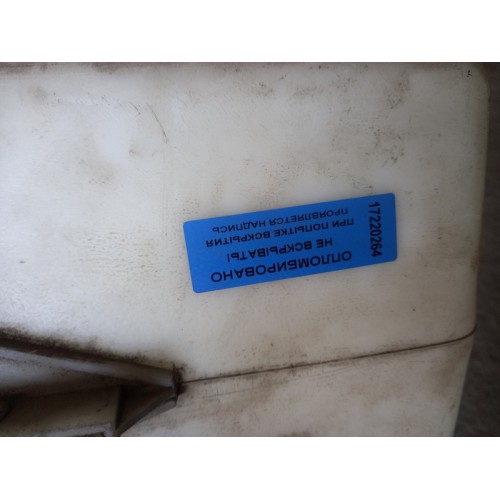 ОПЛОМБИРОВАНО
НЕ ВСКРЫВАТЬ!
ПРИ ПОПЫТКЕ ВСКРЫТИЯ
ПРОЯВЛЯЕТСЯ НАДПИСЬ
17220264